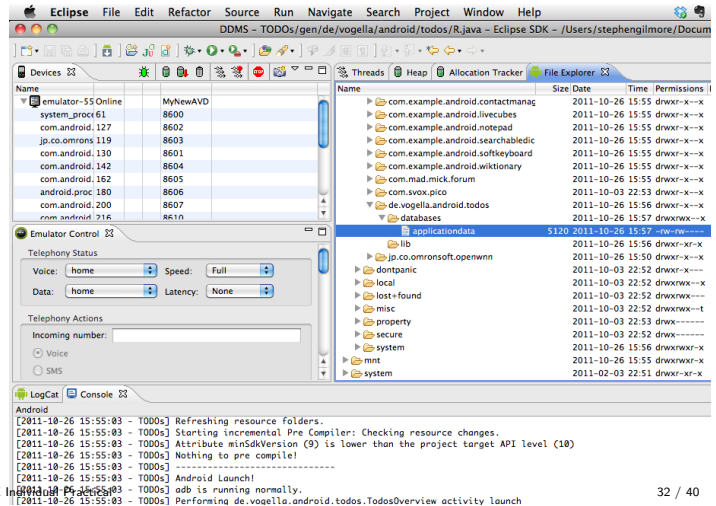 Eclipse File Edit Refactor Source Run Navigate Search Project Window Help
DDMS - TODOs/gen/de/vogella/android/todos/R.java - Eclipse SDK - /Users/stephengilmore/Docum
Devices
Name
emulator-55 Online MyNewAVD
system_proce 61 8600
com.android. 127 8602
jp.co.omrons 119 8603
com.android. 130 8601
com.android. 142 8604
com.android. 162 8605
android.proc 180 8606
com.android. 200 8607
com.android 216 8610
Emulator Control
Telephony Status
Voice: home Speed: Full
Data: home Latency: None
Telephony Actions
Incoming number:
Voice
SMS
Threads Heap Allocation Tracker File Explorer
Name Size Date Time Permissions
com.example.android.contactmanag 2011-10-26 15:55 drwxr-x--x
com.example.android.livecubes 2011-10-26 15:55 drwxr-x--x
com.example.android.notepad 2011-10-26 15:55 drwxr-x--x
com.example.android.searchabledic 2011-10-26 15:55 drwxr-x--x
com.example.android.softkeyboard 2011-10-26 15:55 drwxr-x--x
com.example.android.wiktionary 2011-10-26 15:55 drwxr-x--x
com.mad.mick.forum 2011-10-26 15:55 drwxr-x--x
com.svox.pico 2011-10-03 22:53 drwxr-x--x
de.vogella.android.todos 2011-10-26 15:56 drwxr-x--x
databases 2011-10-26 15:57 drwxrwx--x
applicationdata 5120 2011-10-26 15:57 -rw-rw----
lib 2011-10-26 15:56 drwxr-xr-x
jp.co.omronsoft.openwnn 2011-10-26 15:50 drwxr-x--x
dontpanic 2011-10-03 22:52 drwxr-x---
local 2011-10-03 22:52 drwxrwx--x
lost+found 2011-10-03 22:52 drwxrwx---
misc 2011-10-03 22:52 drwxrwx--t
property 2011-10-03 22:53 drwx------
secure 2011-10-03 22:52 drwx------
system 2011-10-26 15:56 drwxrwxr-x
mnt 2011-10-26 15:55 drwxrwxr-x
system 2011-02-03 22:51 drwxr-xr-x
LogCat Console
Android
[2011-10-26 15:55:03 - TODOs] Refreshing resource folders.
[2011-10-26 15:55:03 - TODOs] Starting incremental Pre Compiler: Checking resource changes.
[2011-10-26 15:55:03 - TODOs] Attribute minSdkVersion (9) is lower than the project target API level (10)
[2011-10-26 15:55:03 - TODOs] Nothing to pre compile!
[2011-10-26 15:55:03 - TODOs] ------------------------------
[2011-10-26 15:55:03 - TODOs] Android Launch!
[2011-10-26 15:55:03 - TODOs] adb is running normally.
[2011-10-26 15:55:03 - TODOs] Performing de.vogella.android.todos.TodosOverview activity launch
Individual Practical 32 / 40